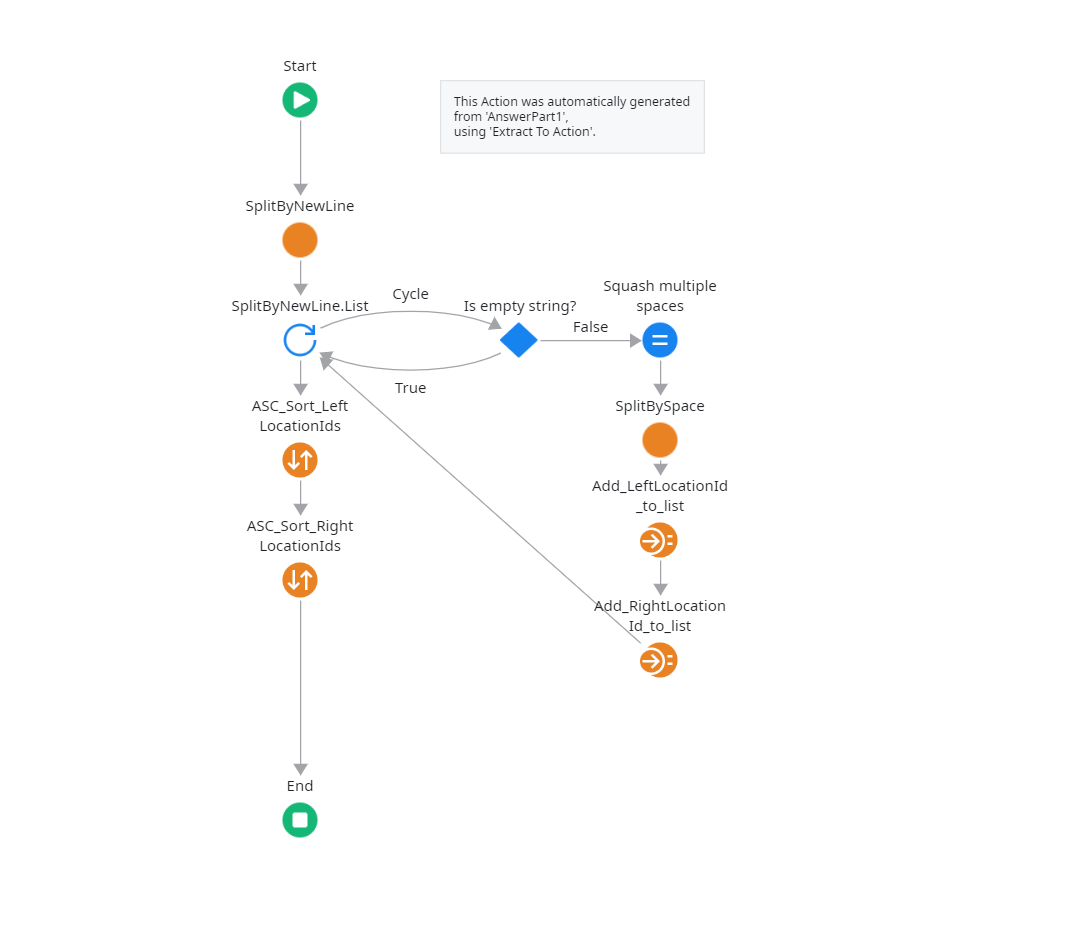 Start
This Action was automatically generated
from 'AnswerPart1',
using 'Extract To Action'.
SplitByNewLine
SplitByNewLine.List
Cycle
Is empty string?
False
Squash multiple
spaces
True
ASC_Sort_Left
LocationIds
SplitBySpace
Add_LeftLocationId
_to_list
ASC_Sort_Right
LocationIds
Add_RightLocation
Id_to_list
End